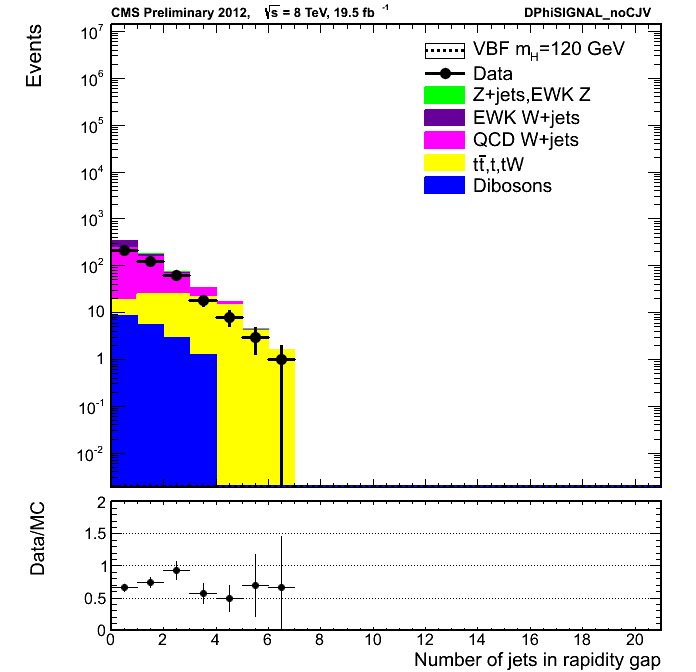 CMS Preliminary 2012, √s = 8 TeV, 19.5 fb⁻¹ DPhiSIGNAL_noCJV
Events
10⁷
10⁶
10⁵
10⁴
10³
10²
10
1
10⁻¹
10⁻²
VBF m_H=120 GeV
Data
Z+jets,EWK Z
EWK W+jets
QCD W+jets
tt̅,t,tW
Dibosons
Data/MC
2
1.5
1
0.5
0
0 2 4 6 8 10 12 14 16 18 20
Number of jets in rapidity gap